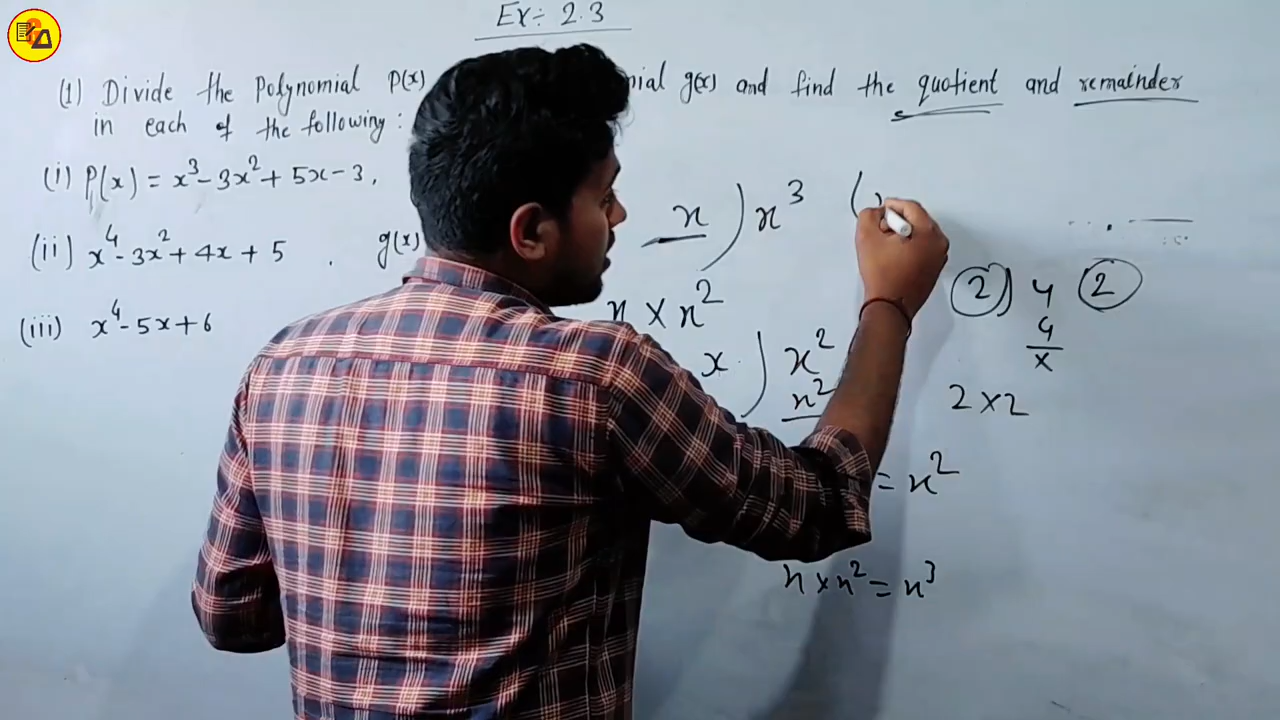 Ex÷ 2.3
(1) Divide the Polynomial P(x) nial g(x) and find the quotient and remainder
in each of the following :
(i) P(x) = x³ - 3x² + 5x - 3,
(ii) x⁴ - 3x² + 4x + 5 . g(x)
(iii) x⁴ - 5x + 6
x ) x³ (
x × x²
x ) x²
x²
2 ) 4 2
4
x
2 × 2
= x²
x × x² = x³